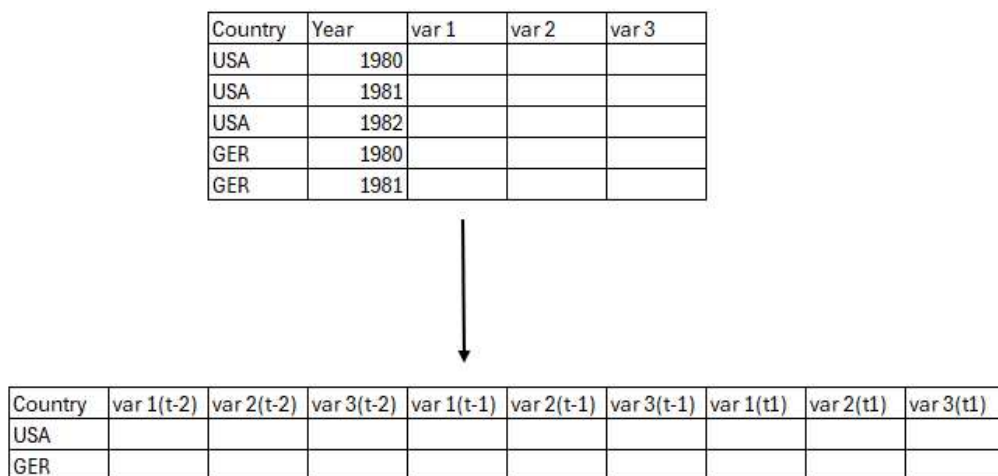 Country Year var 1 var 2 var 3
USA 1980
USA 1981
USA 1982
GER 1980
GER 1981
Country var 1(t-2) var 2(t-2) var 3(t-2) var 1(t-1) var 2(t-1) var 3(t-1) var 1(t1) var 2(t1) var 3(t1)
USA
GER